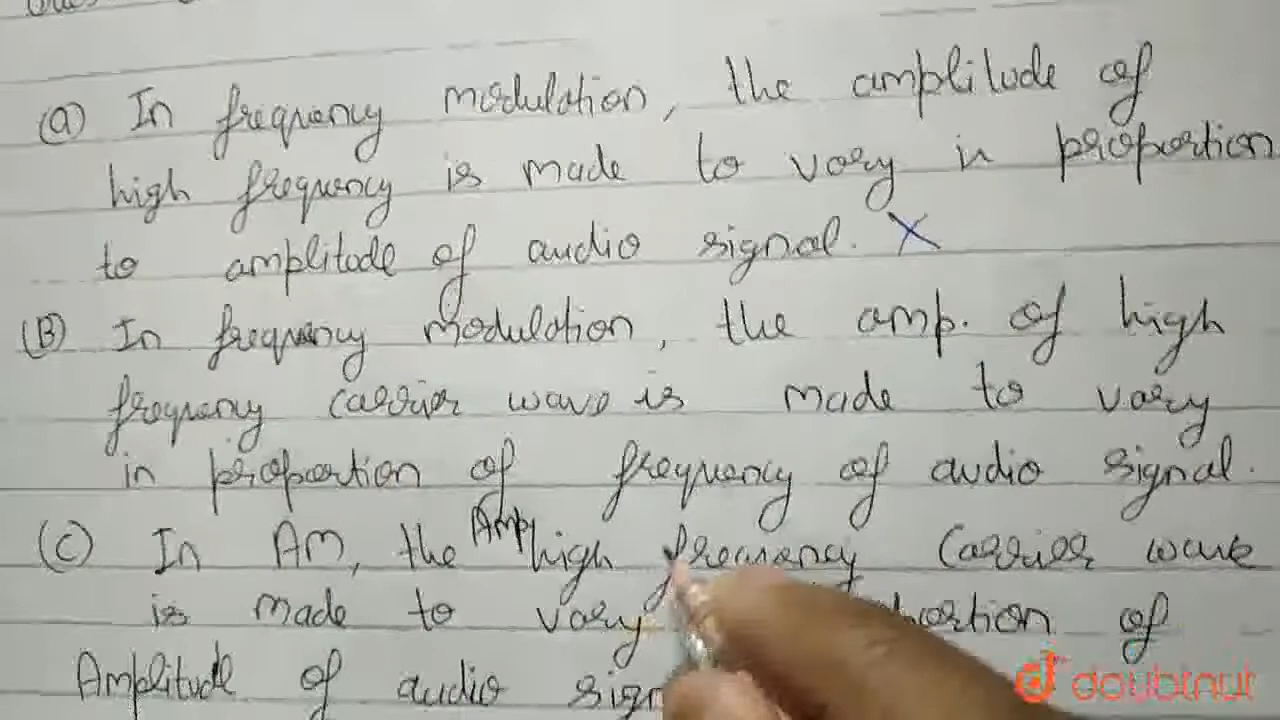 (a) In frequency modulation, the amplitude of
high frequency is made to vary in proportion
to amplitude of audio signal. X
(B) In frequency modulation, the amp. of high
frequency carrier wave is made to vary
in proportion of frequency of audio signal.
(C) In AM, the Amp high frequency Carrier wave
is made to vary of
Amplitude of audio
doubtnut